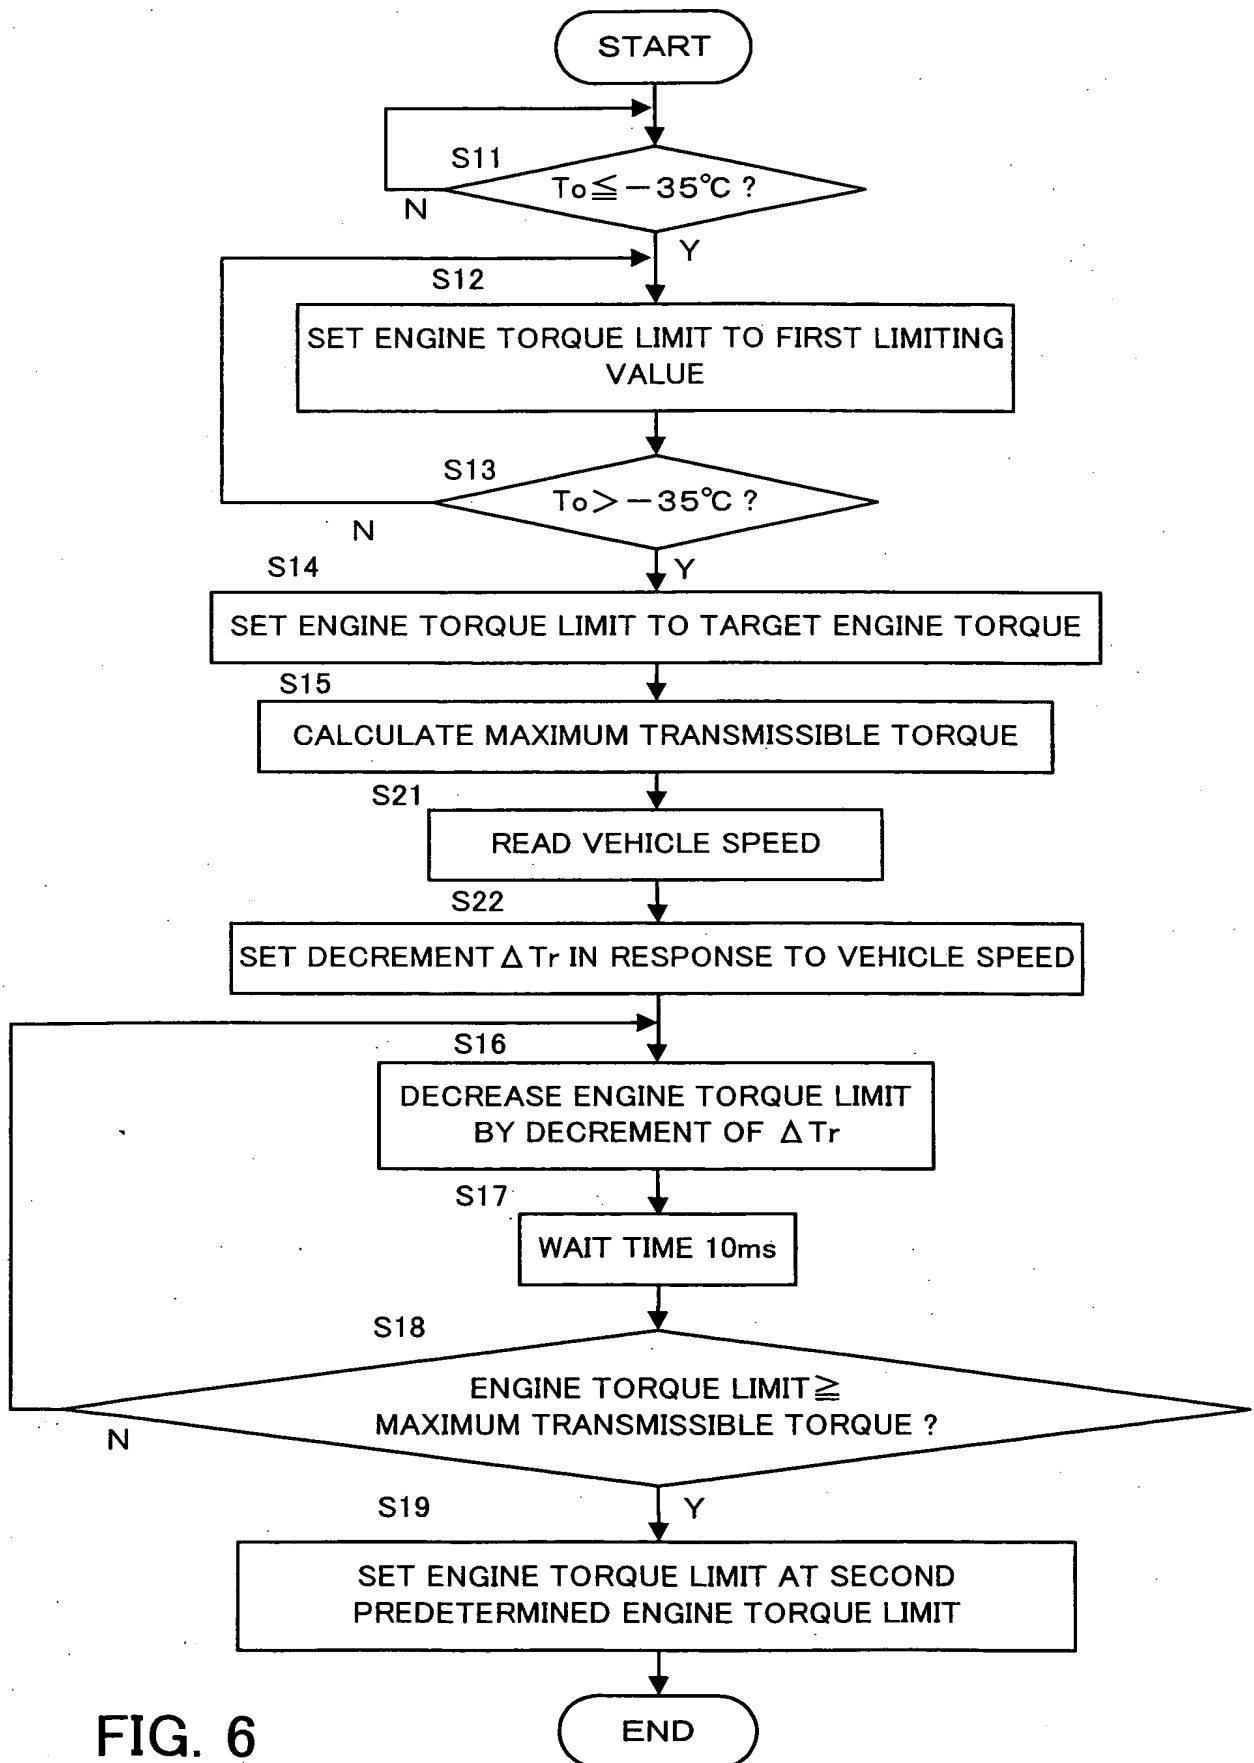 START
S11
To≦−35℃?
N
Y
S12
SET ENGINE TORQUE LIMIT TO FIRST LIMITING
VALUE
S13
To>−35℃?
N
Y
S14
SET ENGINE TORQUE LIMIT TO TARGET ENGINE TORQUE
S15
CALCULATE MAXIMUM TRANSMISSIBLE TORQUE
S21
READ VEHICLE SPEED
S22
SET DECREMENT ΔTr IN RESPONSE TO VEHICLE SPEED
S16
DECREASE ENGINE TORQUE LIMIT
BY DECREMENT OF ΔTr
S17
WAIT TIME 10ms
S18
ENGINE TORQUE LIMIT≧
MAXIMUM TRANSMISSIBLE TORQUE ?
N
Y
S19
SET ENGINE TORQUE LIMIT AT SECOND
PREDETERMINED ENGINE TORQUE LIMIT
END
FIG. 6